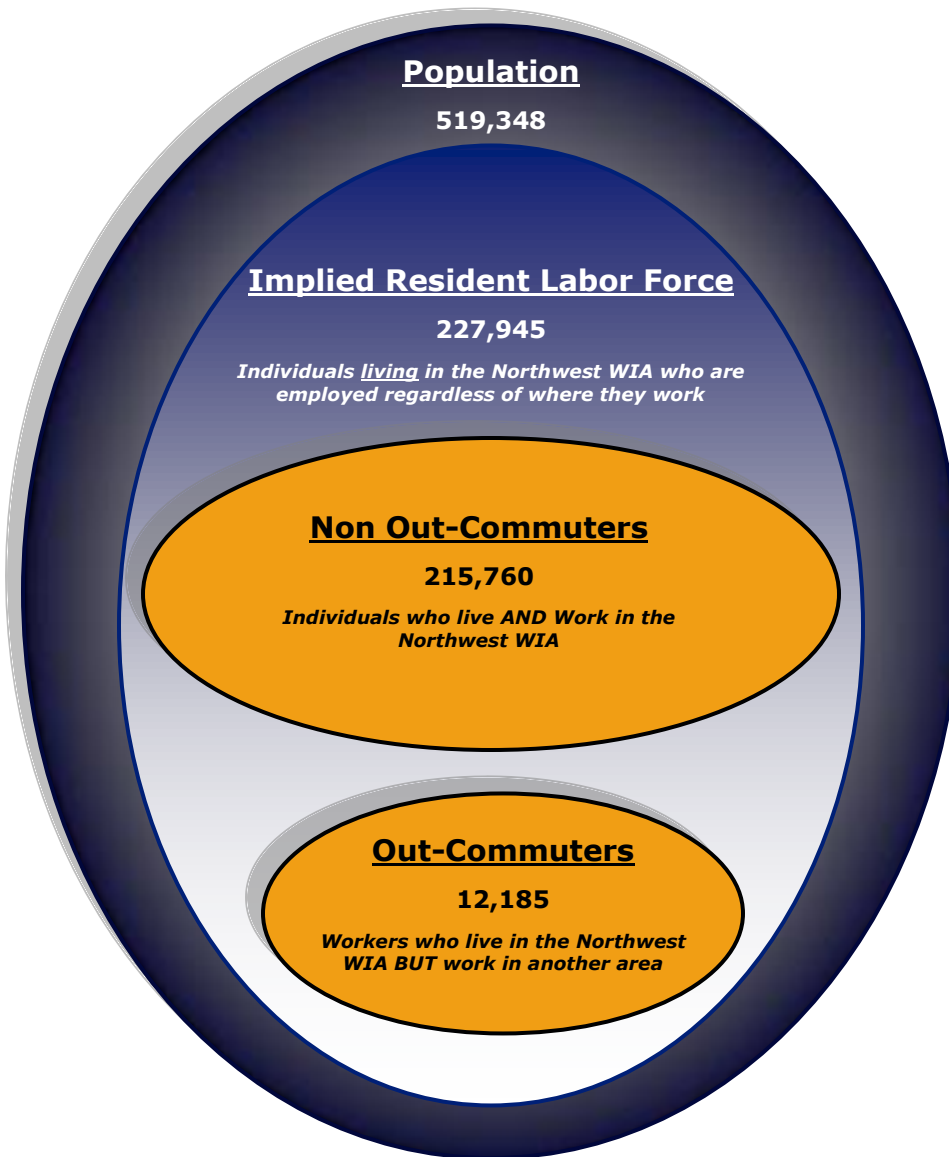 Population
519,348
Implied Resident Labor Force
227,945
Individuals living in the Northwest WIA who are
employed regardless of where they work
Non Out-Commuters
215,760
Individuals who live AND Work in the
Northwest WIA
Out-Commuters
12,185
Workers who live in the Northwest
WIA BUT work in another area